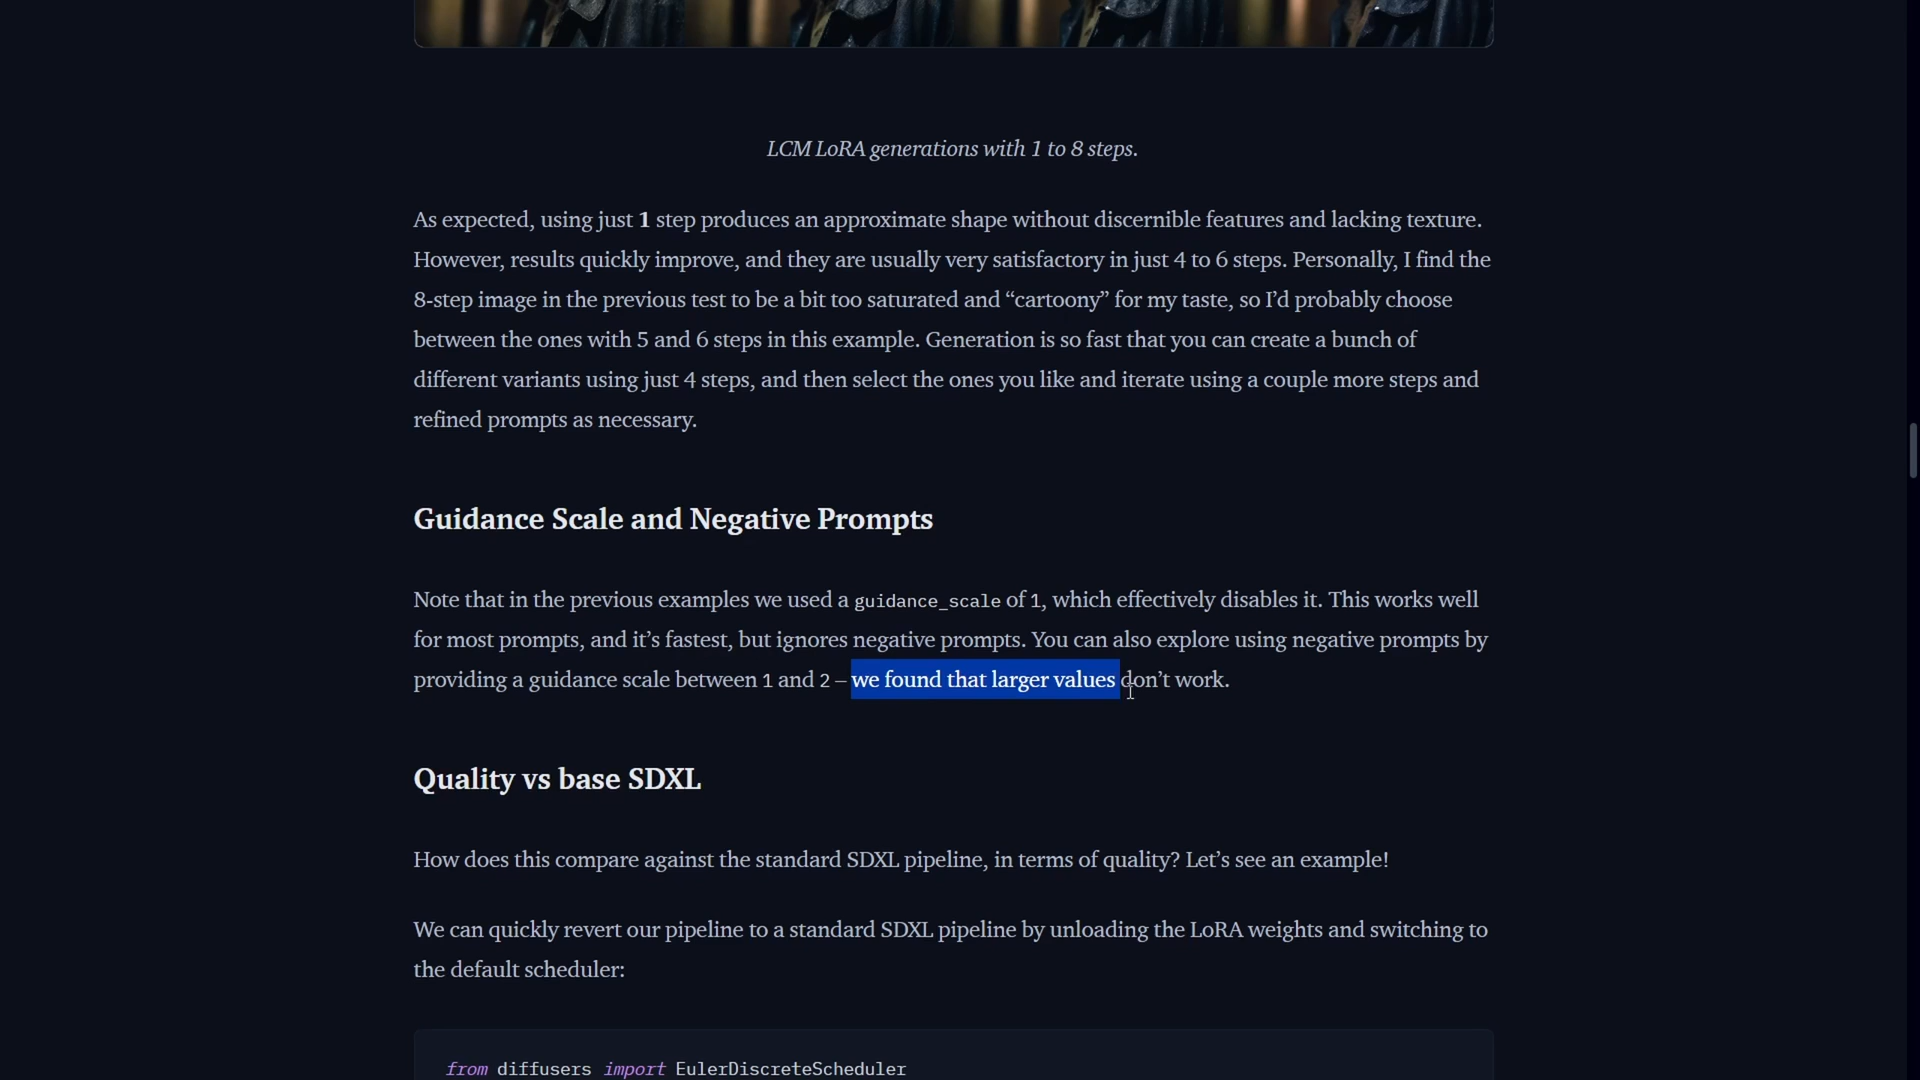 LCM LoRA generations with 1 to 8 steps.
As expected, using just 1 step produces an approximate shape without discernible features and lacking texture.
However, results quickly improve, and they are usually very satisfactory in just 4 to 6 steps. Personally, I find the
8-step image in the previous test to be a bit too saturated and “cartoony” for my taste, so I’d probably choose
between the ones with 5 and 6 steps in this example. Generation is so fast that you can create a bunch of
different variants using just 4 steps, and then select the ones you like and iterate using a couple more steps and
refined prompts as necessary.
Guidance Scale and Negative Prompts
Note that in the previous examples we used a guidance_scale of 1, which effectively disables it. This works well
for most prompts, and it’s fastest, but ignores negative prompts. You can also explore using negative prompts by
providing a guidance scale between 1 and 2 – we found that larger values don’t work.
Quality vs base SDXL
How does this compare against the standard SDXL pipeline, in terms of quality? Let’s see an example!
We can quickly revert our pipeline to a standard SDXL pipeline by unloading the LoRA weights and switching to
the default scheduler:
from diffusers import EulerDiscreteScheduler